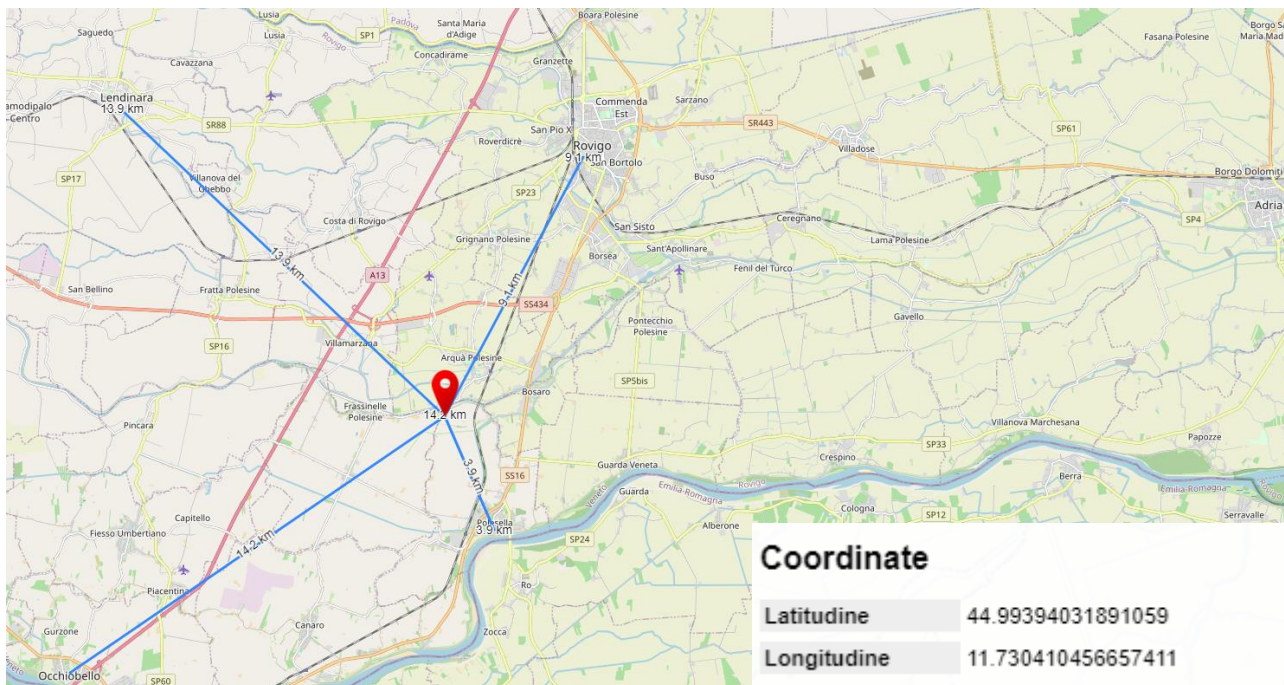 Saguedo
Lusia
Lusia
SP1
Padova
Rovigo
Santa Maria
d'Adige
Boara Polesine
Borgo
Maria Mad
Fasana Polesine
Cavazzana
Concadirame
Granzette
Lendinara
13.9 km
amodipalo
Centro
SR88
Commenda
Est
Sarzano
San Pio X
Roverdicrè
SR443
SP61
Villadose
Rovigo
9.1 km
San Bortolo
SP17
Villanova del
Ghebbo
SP23
Buso
Borgo Dolomiti
Adria
SP4
Costa di Rovigo
Grignano Polesine
San Sisto
Ceregnano
Lama Polesine
Sant'Apollinare
Borsea
Fenil del Turco
13.9 km
A13
9.1 km
San Bellino
Fratta Polesine
SS434
Gavello
Pontecchio
Polesine
SP16
Villamarzana
Arquà Polesine
SP5bis
Bosaro
Frassinelle
Polesine
14.2 km
Pincara
Villanova Marchesana
Papozze
SP33
Crespino
Guarda Veneta
3.9 km
SS16
Berra
Guarda
Veneto
Emilia-Romagna
Rovigo
Emilia-Romagna
Serravalle
Capitello
Cologna
SP12
Alberone
Polesella
3.9 km
Fiesso Umbertiano
SP24
14.2 km
Piacentina
Ro
Canaro
Zocca
Gurzone
Occhiobello
SP60
Coordinate
Latitudine 44.99394031891059
Longitudine 11.730410456657411